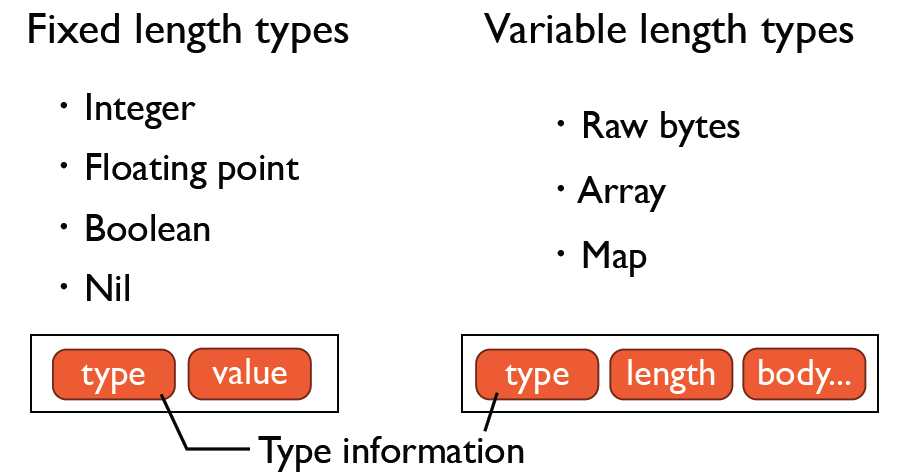 Fixed length types
・ Integer
・ Floating point
・ Boolean
・ Nil
type value
Variable length types
・ Raw bytes
・ Array
・ Map
type length body...
Type information